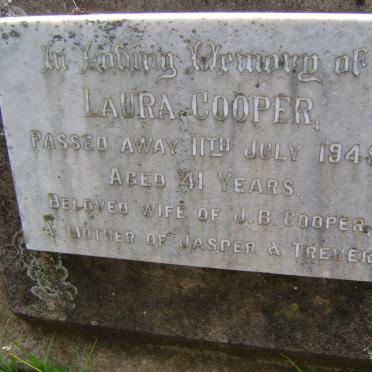 In Loving Memory of
LAURA COOPER,
PASSED AWAY 11TH JULY 1948
AGED 41 YEARS.
BELOVED WIFE OF J.B. COOPER,
& MOTHER OF JASPER & TREVER